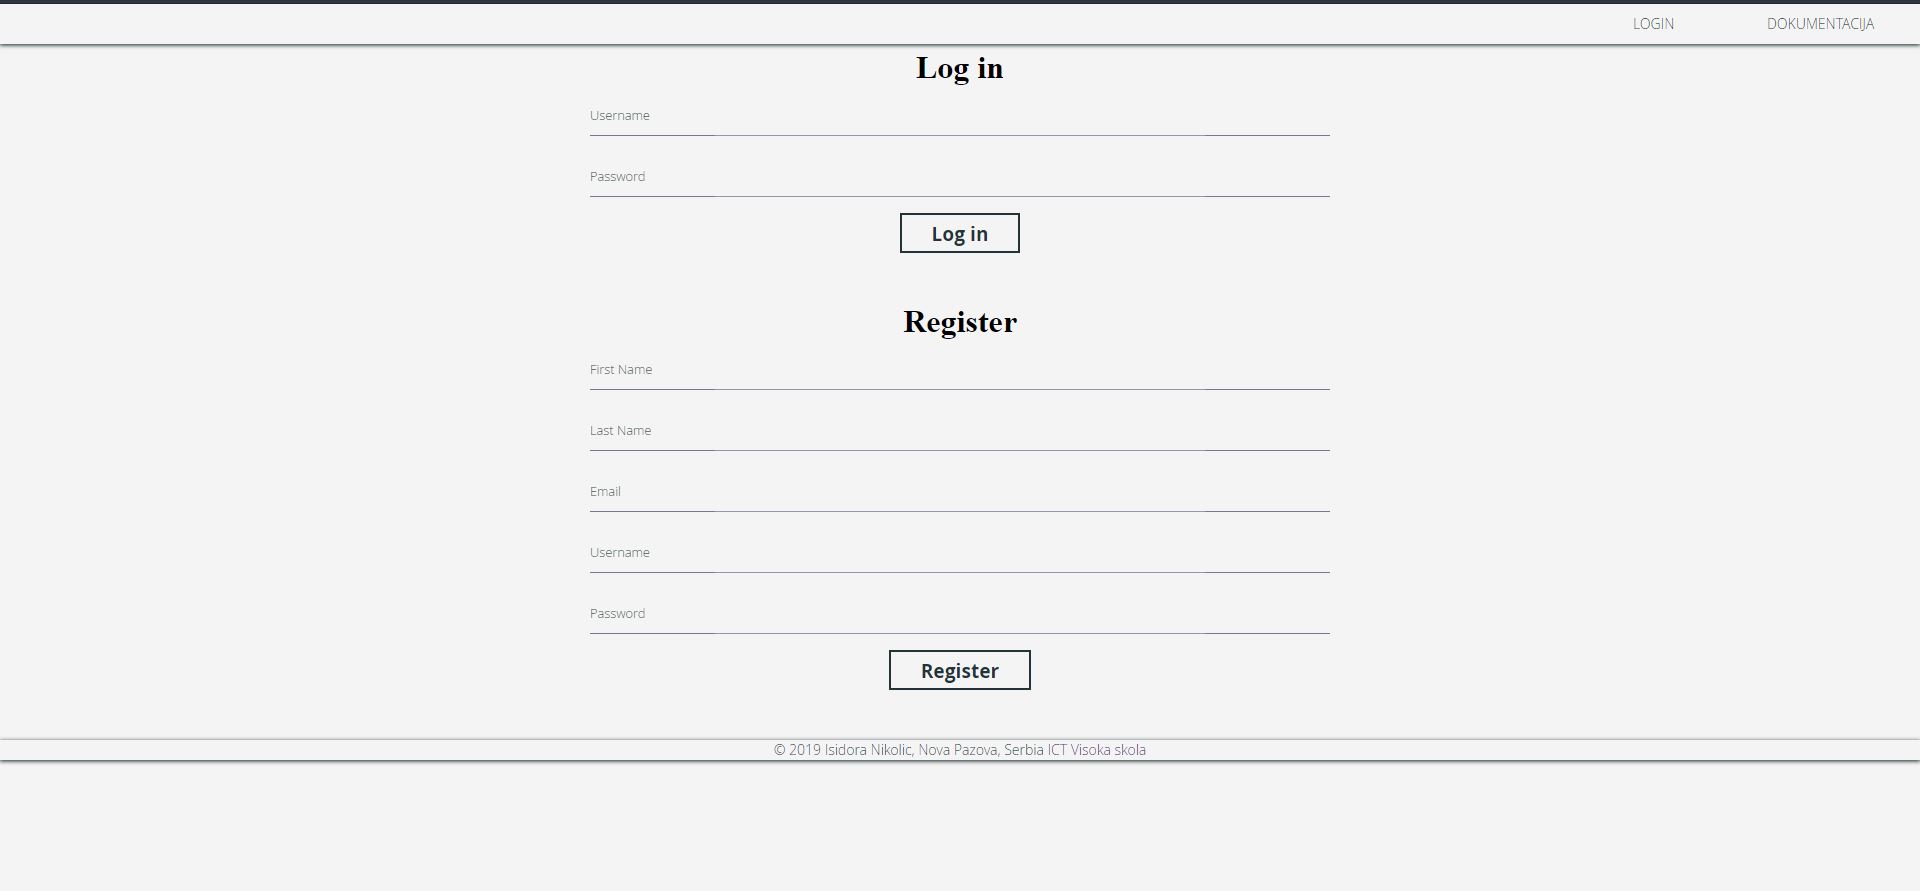 LOGIN DOKUMENTACIJA
Log in
Username
Password
Log in
Register
First Name
Last Name
Email
Username
Password
Register
© 2019 Isidora Nikolic, Nova Pazova, Serbia ICT Visoka skola